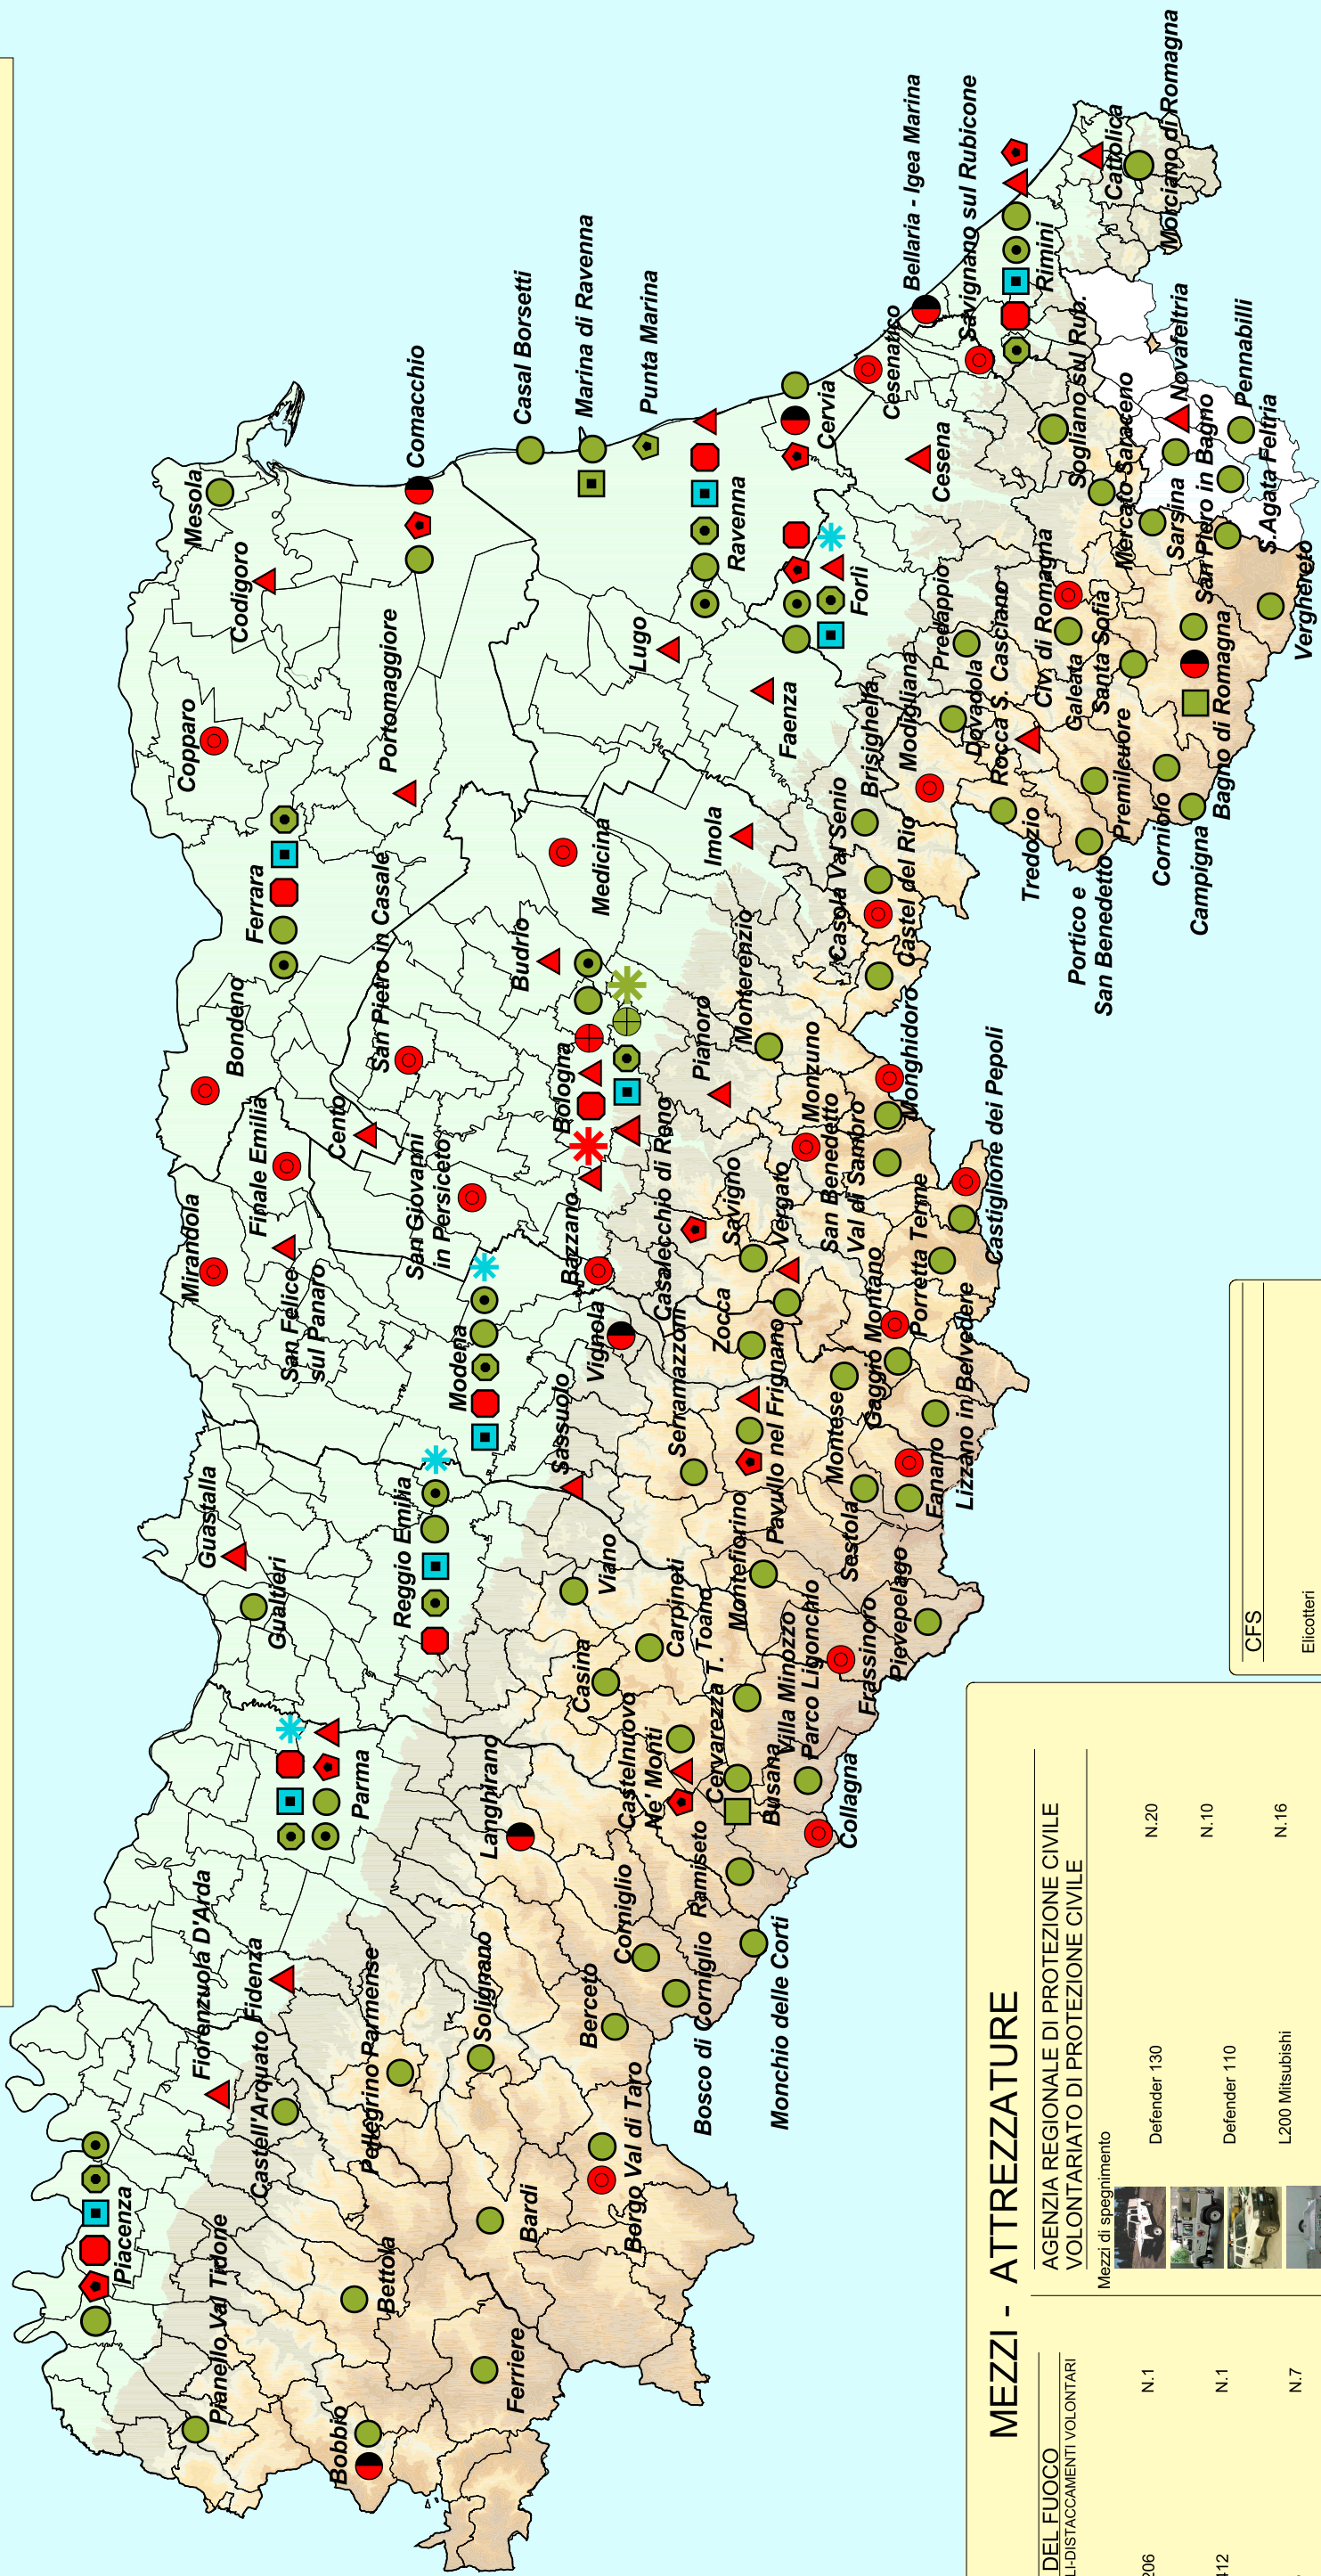 Piacenza
Pianello Val Tidone
Bobbio
Bettola
Ferriere
Bardi
Borgo Val di Taro
Fiorenzuola D'Arda
Castell'Arquato
Fidenza
Pellegrino Parmense
Solignano
Berceto
Corniglio
Bosco di Corniglio
Monchio delle Corti
Ramiseto
Langhirano
Parma
Castelnuovo
Ne' Monti
Cervarezza T.
Busana
Collagna
Villa Minozzo
Parco Ligonchio
Toano
Casina
Carpineti
Viano
Guastalla
Gualtieri
Reggio Emilia
Montefiorino
Frassinoro
Pievepelago
Sestola
Fanano
Lizzano in Belvedere
Montese
Pavullo nel Frignano
Serramazzoni
Sassuolo
Modena
Vignola
Zocca
Mirandola
San Felice
sul Panaro
Finale Emilia
San Giovanni
in Persiceto
Cento
Bondeno
San Pietro in Casale
Ferrara
Copparo
Codigoro
Mesola
Portomaggiore
Comacchio
Bazzano
Bologna
Casalecchio di Reno
Savigno
Vergato
Gaggio Montano
Porretta Terme
Castiglione dei Pepoli
San Benedetto
Val di Sambro
Monzuno
Monghidoro
Pianoro
Monterenzio
Budrio
Medicina
Imola
Castel del Rio
Casola Val Senio
Brisighella
Modigliana
Faenza
Lugo
Ravenna
Casal Borsetti
Marina di Ravenna
Punta Marina
Cervia
Cesenatico
Cesena
Forlì
Predappio
Dovadola
Rocca S. Casciano
Tredozio
Portico e
San Benedetto
Premilcuore
Corniolo
Campigna
Bagno di Romagna
Civ. di Romagna
Galeata
Santa Sofia
San Piero in Bagno
Verghereto
Mercato Saraceno
Sarsina
S.Agata Feltria
Pennabilli
Novafeltria
Sogliano sul Rub.
Savignano sul Rubicone
Bellaria - Igea Marina
Rimini
Cattolica
Morciano di Romagna
MEZZI - ATTREZZATURE
DEL FUOCO
LI-DISTACCAMENTI VOLONTARI
206 N.1
412 N.1
N.7
AGENZIA REGIONALE DI PROTEZIONE CIVILE
VOLONTARIATO DI PROTEZIONE CIVILE
Mezzi di spegnimento
Defender 130 N.20
N.10
Defender 110
L200 Mitsubishi N.16
CFS
Elicotteri